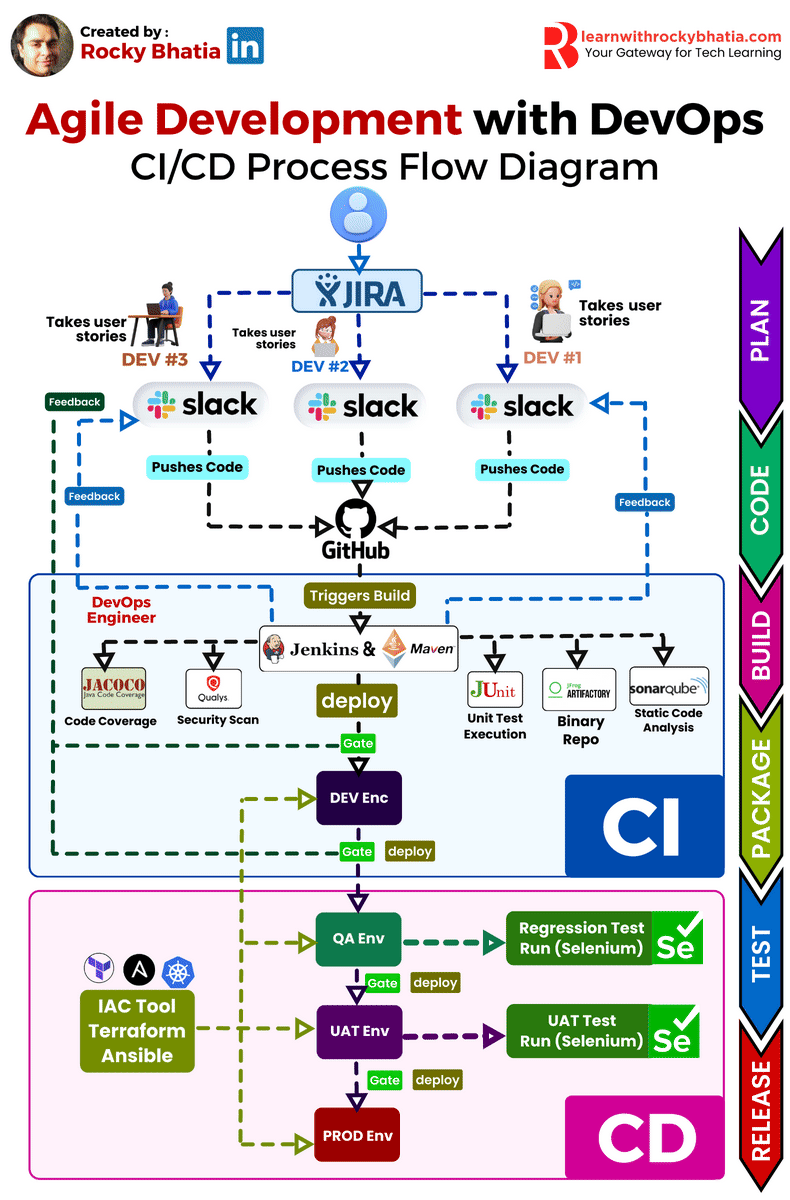 Created by :
Rocky Bhatia
in
learnwithrockybhatia.com
Your Gateway for Tech Learning
Agile Development with DevOps
CI/CD Process Flow Diagram
JIRA
Takes user
stories
DEV #3
Takes user
stories
DEV #2
Takes user
stories
DEV #1
Feedback
slack
slack
slack
Pushes Code
Pushes Code
Pushes Code
Feedback
Feedback
GitHub
Triggers Build
DevOps
Engineer
Jenkins & Maven™
JACOCO
Java Code Coverage
Code Coverage
Qualys.
Security Scan
deploy
JUnit
Unit Test
Execution
JFrog
ARTIFACTORY
Binary
Repo
sonarqube
Static Code
Analysis
Gate
DEV Enc
CI
Gate
deploy
QA Env
Regression Test
Run (Selenium)
Se
Gate
deploy
IAC Tool
Terraform
Ansible
UAT Env
UAT Test
Run (Selenium)
Se
Gate
deploy
PROD Env
CD
PLAN
CODE
BUILD
PACKAGE
TEST
RELEASE